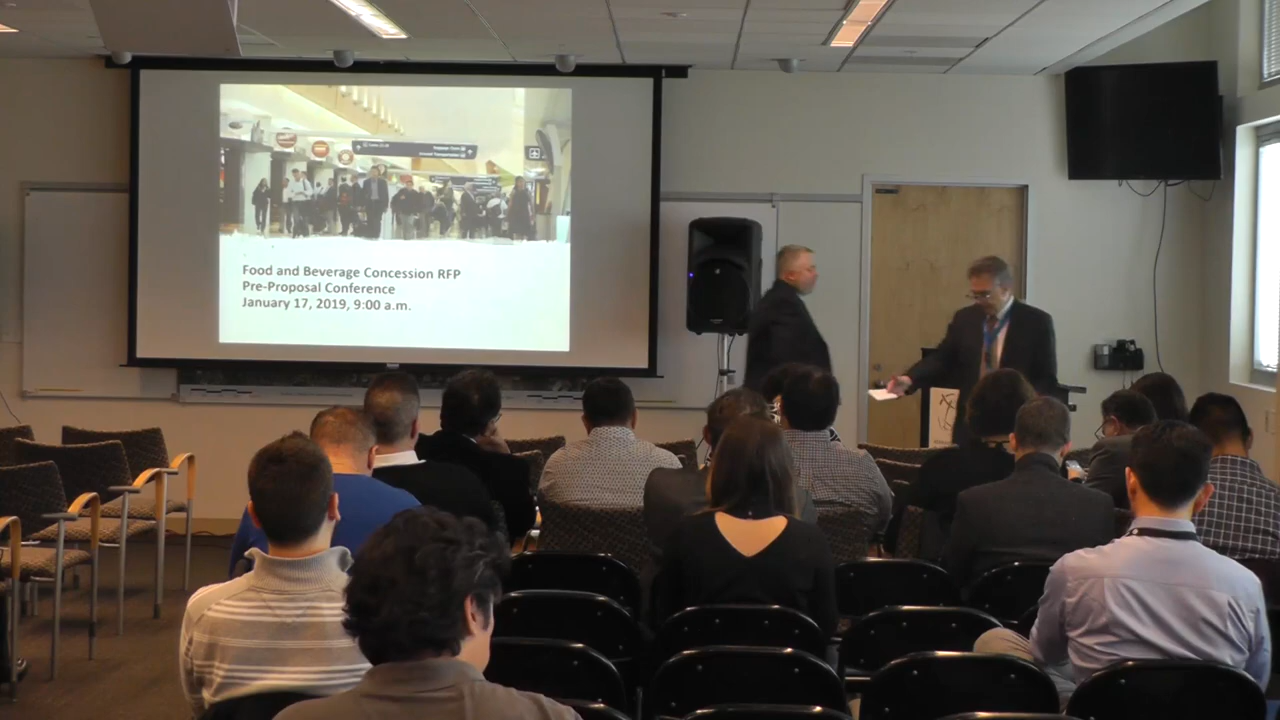 Food and Beverage Concession RFP
Pre-Proposal Conference
January 17, 2019, 9:00 a.m.